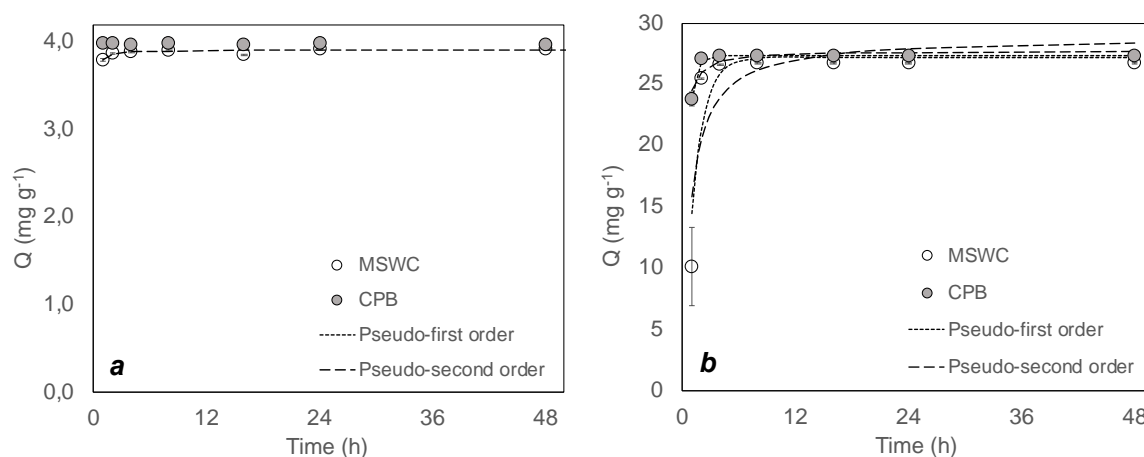 4,0
3,0
2,0
1,0
0,0
Q (mg g-1)
0 12 24 36 48
Time (h)
MSWC
CPB
Pseudo-first order
Pseudo-second order
a
30
25
20
15
10
5
0
Q (mg g-1)
0 12 24 36 48
Time (h)
MSWC
CPB
Pseudo-first order
Pseudo-second order
b